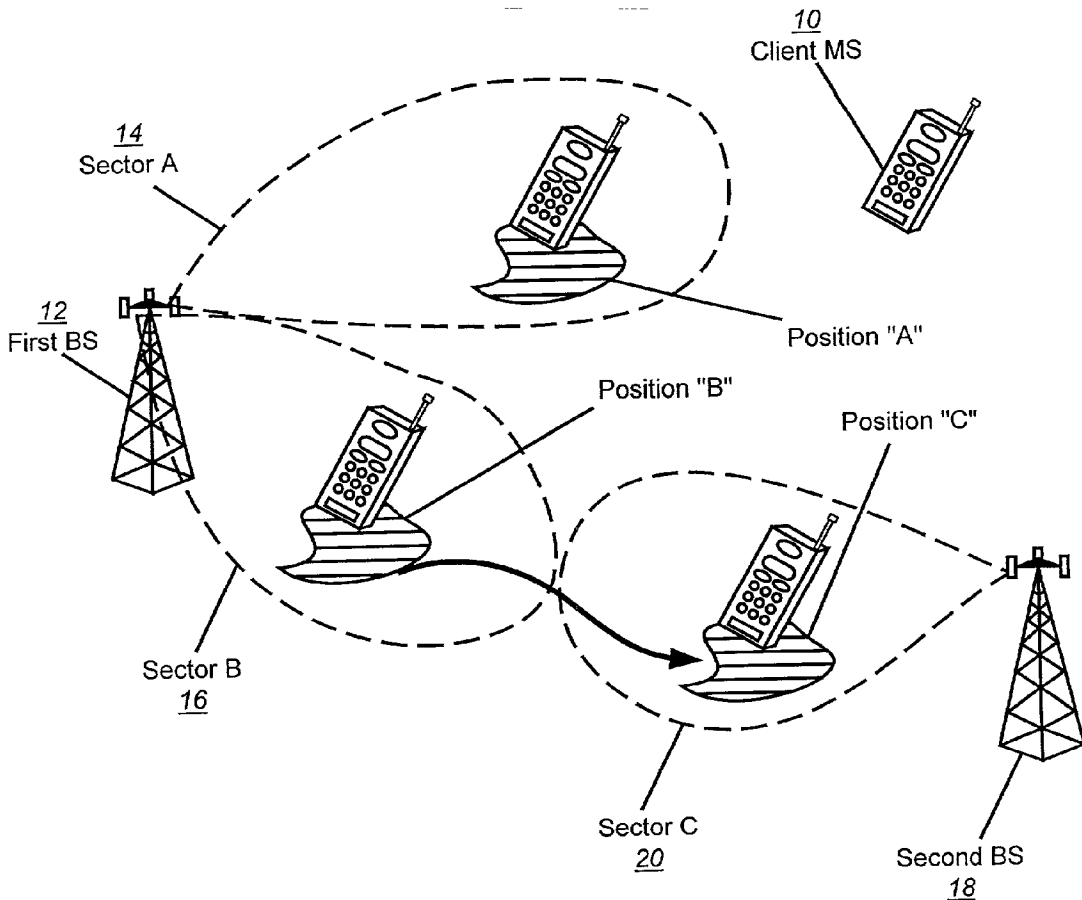 10
Client MS
14
Sector A
12
First BS
Position "A"
Position "B"
Position "C"
Sector B
16
Sector C
20
Second BS
18